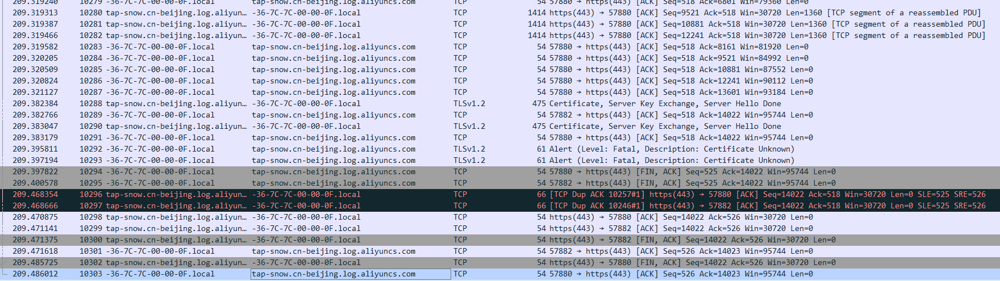 209.319240 10279 -36-7C-7C-00-00-0F.local tap-snow.cn-beijing.log.aliyuncs.com TCP 54 57880 → https(443) [ACK] Seq=518 Ack=6801 Win=79360 Len=0
209.319313 10280 tap-snow.cn-beijing.log.aliyun… -36-7C-7C-00-00-0F.local TCP 1414 https(443) → 57880 [ACK] Seq=9521 Ack=518 Win=30720 Len=1360 [TCP segment of a reassembled PDU]
209.319387 10281 tap-snow.cn-beijing.log.aliyun… -36-7C-7C-00-00-0F.local TCP 1414 https(443) → 57880 [ACK] Seq=10881 Ack=518 Win=30720 Len=1360 [TCP segment of a reassembled PDU]
209.319466 10282 tap-snow.cn-beijing.log.aliyun… -36-7C-7C-00-00-0F.local TCP 1414 https(443) → 57880 [ACK] Seq=12241 Ack=518 Win=30720 Len=1360 [TCP segment of a reassembled PDU]
209.319582 10283 -36-7C-7C-00-00-0F.local tap-snow.cn-beijing.log.aliyuncs.com TCP 54 57880 → https(443) [ACK] Seq=518 Ack=8161 Win=81920 Len=0
209.320205 10284 -36-7C-7C-00-00-0F.local tap-snow.cn-beijing.log.aliyuncs.com TCP 54 57880 → https(443) [ACK] Seq=518 Ack=9521 Win=84992 Len=0
209.320509 10285 -36-7C-7C-00-00-0F.local tap-snow.cn-beijing.log.aliyuncs.com TCP 54 57880 → https(443) [ACK] Seq=518 Ack=10881 Win=87552 Len=0
209.320824 10286 -36-7C-7C-00-00-0F.local tap-snow.cn-beijing.log.aliyuncs.com TCP 54 57880 → https(443) [ACK] Seq=518 Ack=12241 Win=90112 Len=0
209.321127 10287 -36-7C-7C-00-00-0F.local tap-snow.cn-beijing.log.aliyuncs.com TCP 54 57880 → https(443) [ACK] Seq=518 Ack=13601 Win=93184 Len=0
209.382384 10288 tap-snow.cn-beijing.log.aliyun… -36-7C-7C-00-00-0F.local TLSv1.2 475 Certificate, Server Key Exchange, Server Hello Done
209.382766 10289 -36-7C-7C-00-00-0F.local tap-snow.cn-beijing.log.aliyuncs.com TCP 54 57882 → https(443) [ACK] Seq=518 Ack=14022 Win=95744 Len=0
209.383047 10290 tap-snow.cn-beijing.log.aliyun… -36-7C-7C-00-00-0F.local TLSv1.2 475 Certificate, Server Key Exchange, Server Hello Done
209.383179 10291 -36-7C-7C-00-00-0F.local tap-snow.cn-beijing.log.aliyuncs.com TCP 54 57880 → https(443) [ACK] Seq=518 Ack=14022 Win=95744 Len=0
209.395811 10292 -36-7C-7C-00-00-0F.local tap-snow.cn-beijing.log.aliyuncs.com TLSv1.2 61 Alert (Level: Fatal, Description: Certificate Unknown)
209.397194 10293 -36-7C-7C-00-00-0F.local tap-snow.cn-beijing.log.aliyuncs.com TLSv1.2 61 Alert (Level: Fatal, Description: Certificate Unknown)
209.397822 10294 -36-7C-7C-00-00-0F.local tap-snow.cn-beijing.log.aliyuncs.com TCP 54 57880 → https(443) [FIN, ACK] Seq=525 Ack=14022 Win=95744 Len=0
209.400578 10295 -36-7C-7C-00-00-0F.local tap-snow.cn-beijing.log.aliyuncs.com TCP 54 57882 → https(443) [FIN, ACK] Seq=525 Ack=14022 Win=95744 Len=0
209.468354 10296 tap-snow.cn-beijing.log.aliyun… -36-7C-7C-00-00-0F.local TCP 66 [TCP Dup ACK 10257#1] https(443) → 57880 [ACK] Seq=14022 Ack=518 Win=30720 Len=0 SLE=525 SRE=526
209.468666 10297 tap-snow.cn-beijing.log.aliyun… -36-7C-7C-00-00-0F.local TCP 66 [TCP Dup ACK 10246#1] https(443) → 57882 [ACK] Seq=14022 Ack=518 Win=30720 Len=0 SLE=525 SRE=526
209.470875 10298 tap-snow.cn-beijing.log.aliyun… -36-7C-7C-00-00-0F.local TCP 54 https(443) → 57880 [ACK] Seq=14022 Ack=526 Win=30720 Len=0
209.471141 10299 tap-snow.cn-beijing.log.aliyun… -36-7C-7C-00-00-0F.local TCP 54 https(443) → 57882 [ACK] Seq=14022 Ack=526 Win=30720 Len=0
209.471375 10300 tap-snow.cn-beijing.log.aliyun… -36-7C-7C-00-00-0F.local TCP 54 https(443) → 57882 [FIN, ACK] Seq=14022 Ack=526 Win=30720 Len=0
209.471618 10301 -36-7C-7C-00-00-0F.local tap-snow.cn-beijing.log.aliyuncs.com TCP 54 57882 → https(443) [ACK] Seq=526 Ack=14023 Win=95744 Len=0
209.485725 10302 tap-snow.cn-beijing.log.aliyun… -36-7C-7C-00-00-0F.local TCP 54 https(443) → 57880 [FIN, ACK] Seq=14022 Ack=526 Win=30720 Len=0
209.486012 10303 -36-7C-7C-00-00-0F.local tap-snow.cn-beijing.log.aliyuncs.com TCP 54 57880 → https(443) [ACK] Seq=526 Ack=14023 Win=95744 Len=0